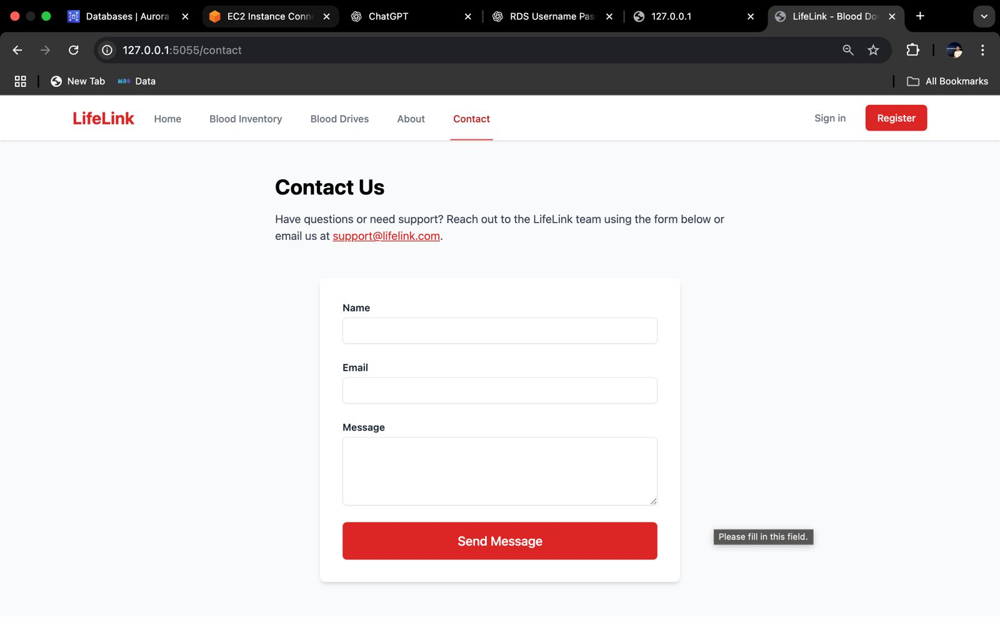 Databases | Aurora
EC2 Instance Conn
ChatGPT
RDS Username Pas
127.0.0.1
LifeLink - Blood Do
127.0.0.1:5055/contact
New Tab
MDB Data
All Bookmarks
LifeLink
Home
Blood Inventory
Blood Drives
About
Contact
Sign in
Register
Contact Us
Have questions or need support? Reach out to the LifeLink team using the form below or
email us at support@lifelink.com.
Name
Email
Message
Send Message
Please fill in this field.